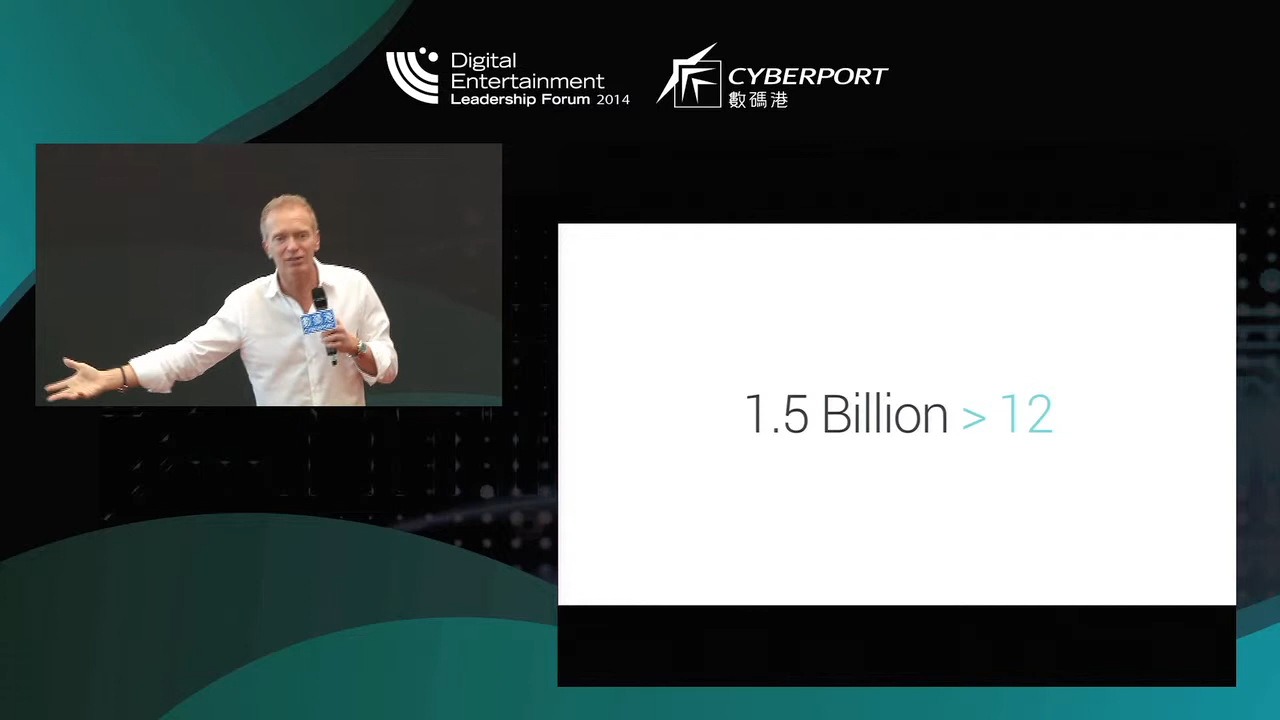 Digital
Entertainment
Leadership Forum 2014
CYBERPORT
數碼港
1.5 Billion > 12